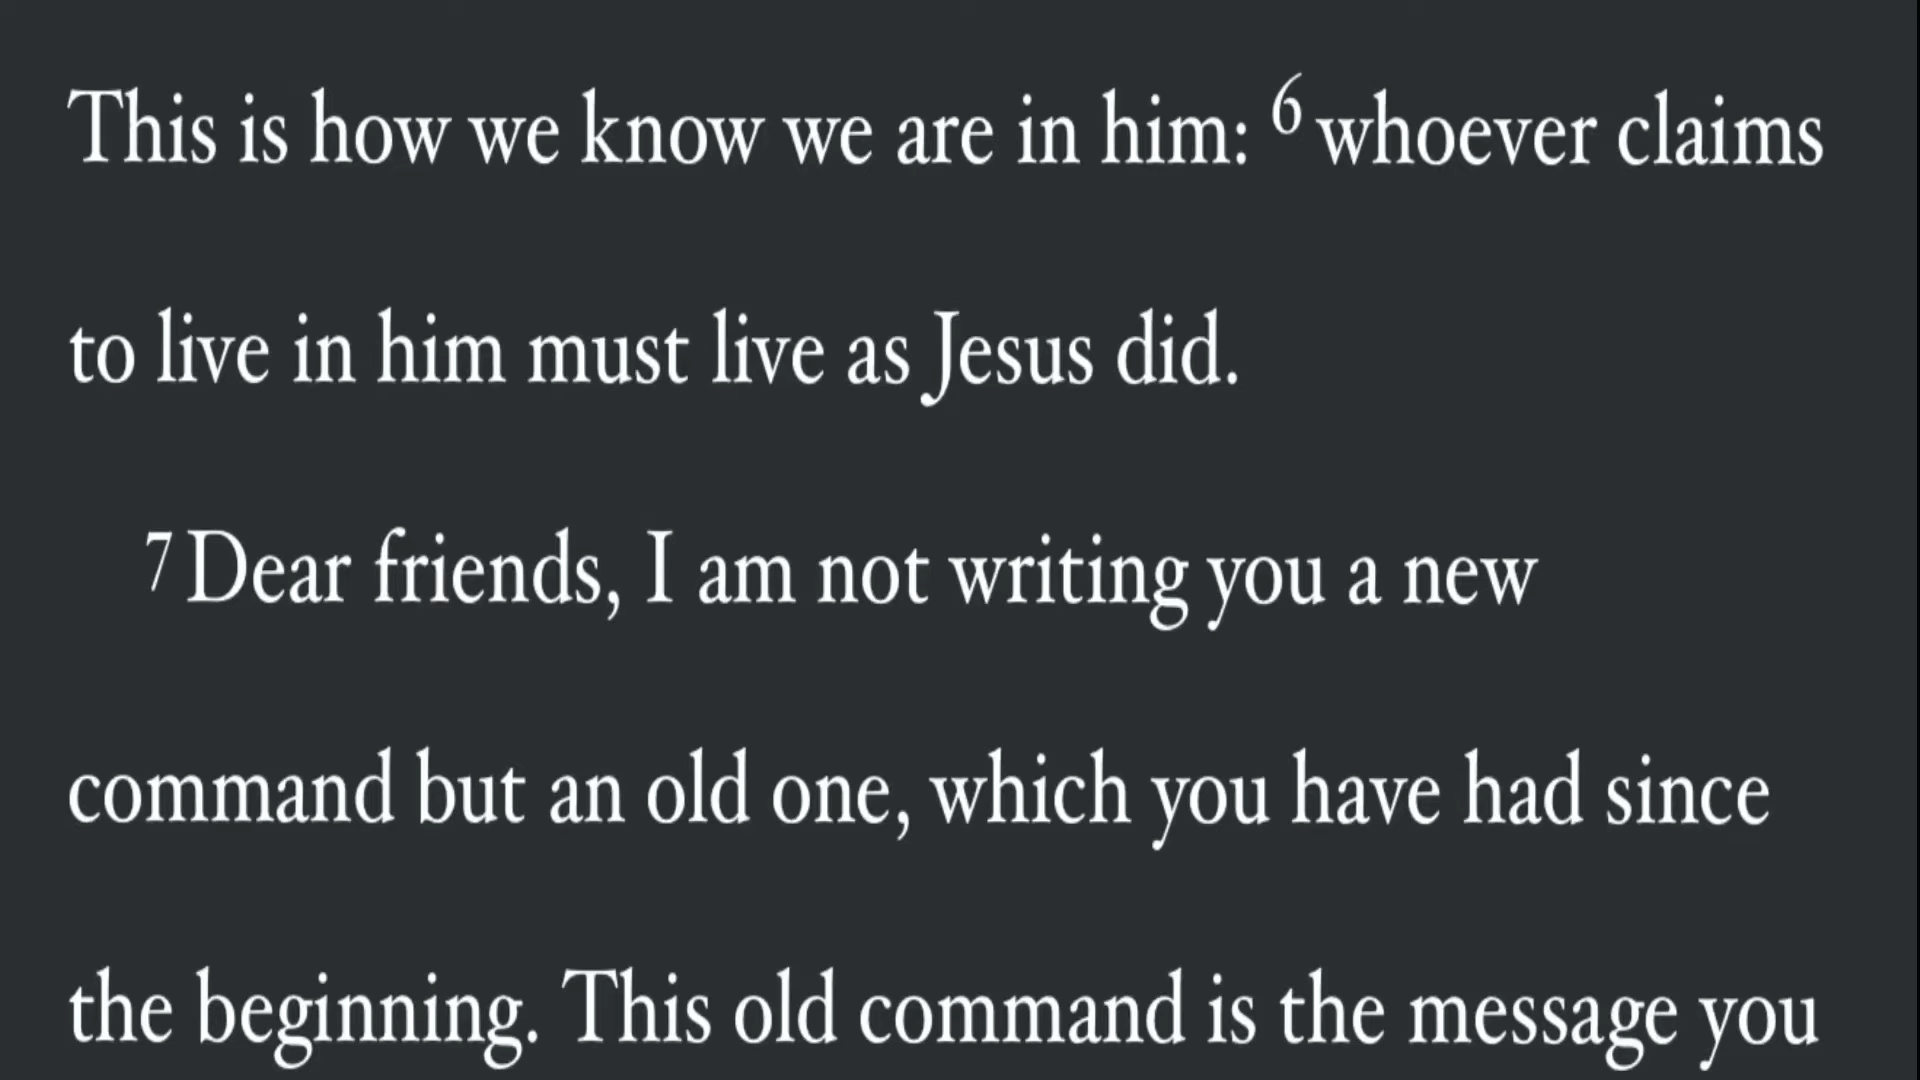 This is how we know we are in him: 6 whoever claims
to live in him must live as Jesus did.
7 Dear friends, I am not writing you a new
command but an old one, which you have had since
the beginning. This old command is the message you